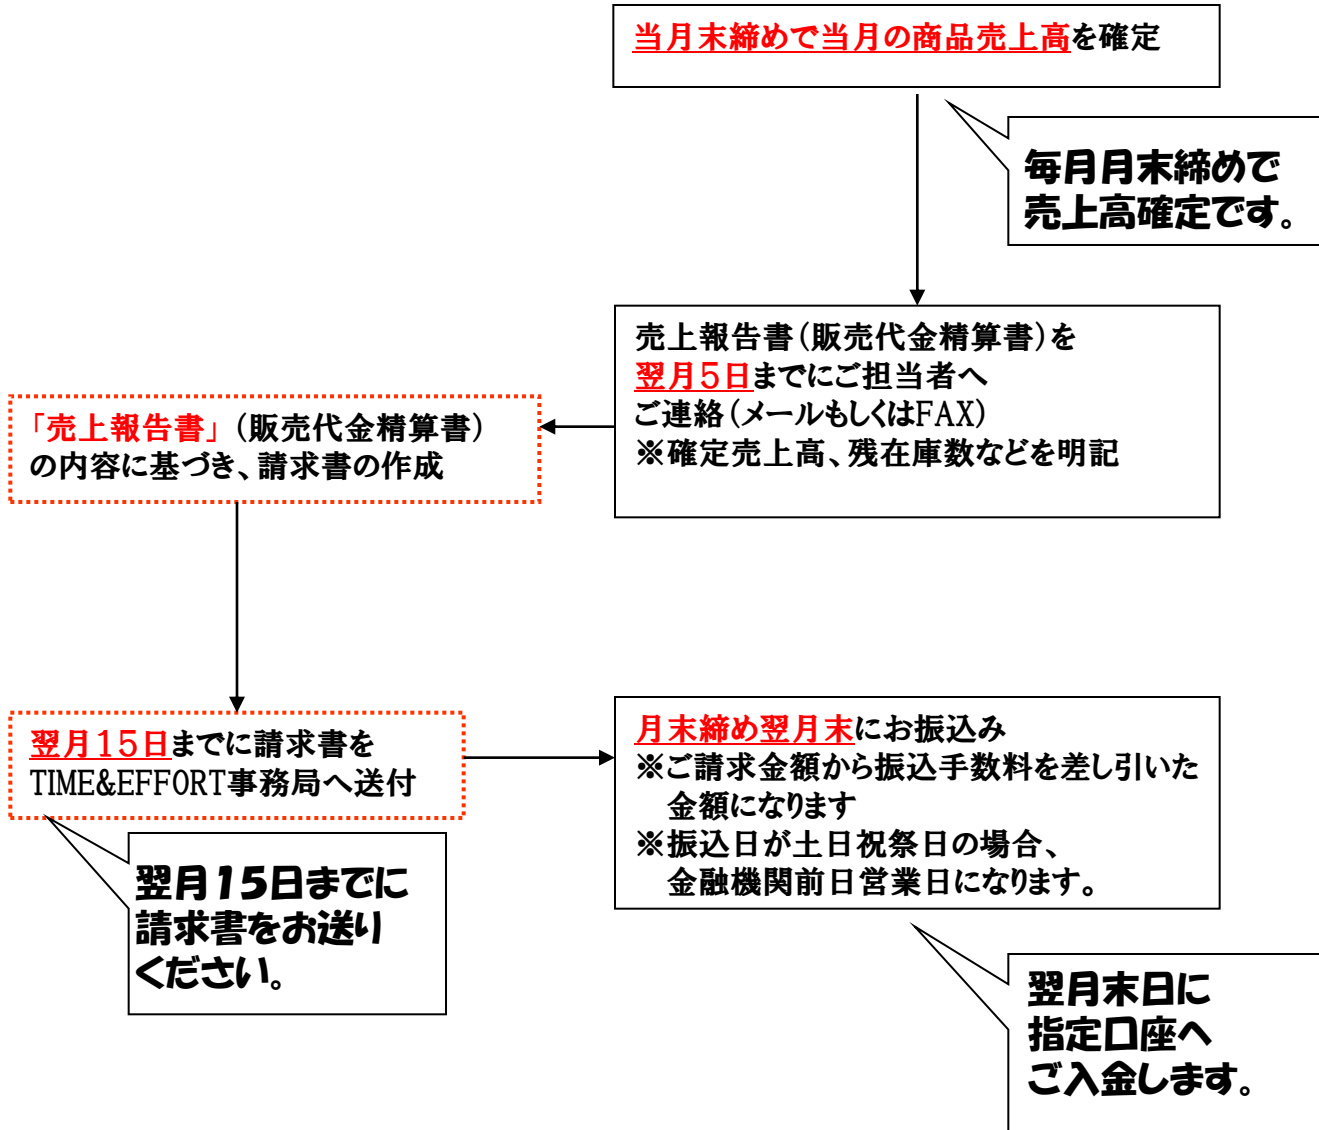 当月末締めで当月の商品売上高を確定
毎月月末締めで
売上高確定です。
売上報告書(販売代金精算書)を
翌月5日までにご担当者へ
ご連絡(メールもしくはFAX)
※確定売上高、残在庫数などを明記
「売上報告書」(販売代金精算書)
の内容に基づき、請求書の作成
翌月15日までに請求書を
TIME&EFFORT事務局へ送付
翌月15日までに
請求書をお送り
ください。
月末締め翌月末にお振込み
※ご請求金額から振込手数料を差し引いた
金額になります
※振込日が土日祝祭日の場合、
金融機関前日営業日になります。
翌月末日に
指定口座へ
ご入金します。